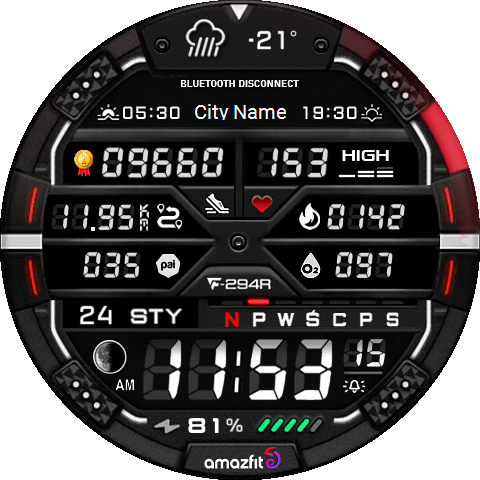 -21°
BLUETOOTH DISCONNECT
05:30 City Name 19:30
09660 153 HIGH
11.95 KM 0142
035 pai O2 097
F-294R
24 STY N P W Ś C P S
AM 11:53 15
81%
amazfit